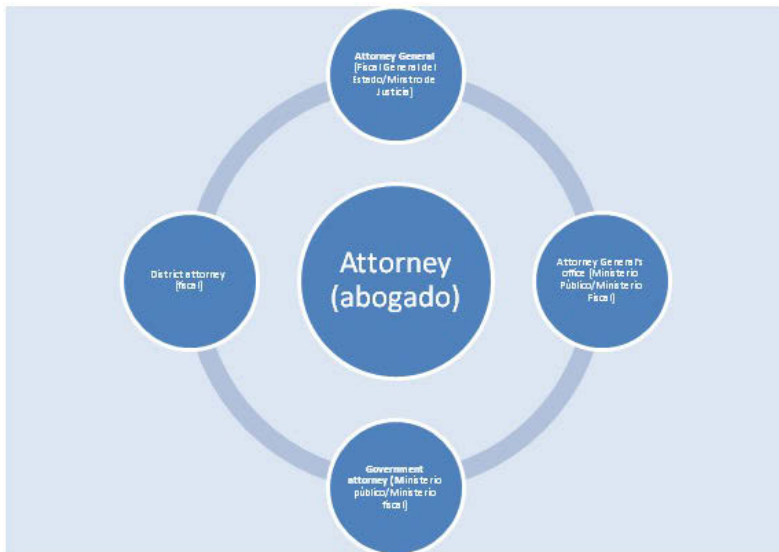 Attorney General
[Fiscal General del
Estado/Minstro de
Justicia]
District attorney
[fiscal]
Attorney
(abogado)
Attorney General's
office [Ministerio
Público/Ministerio
Fiscal]
Government
attorney (Ministerio
público/Ministerio
fiscal]